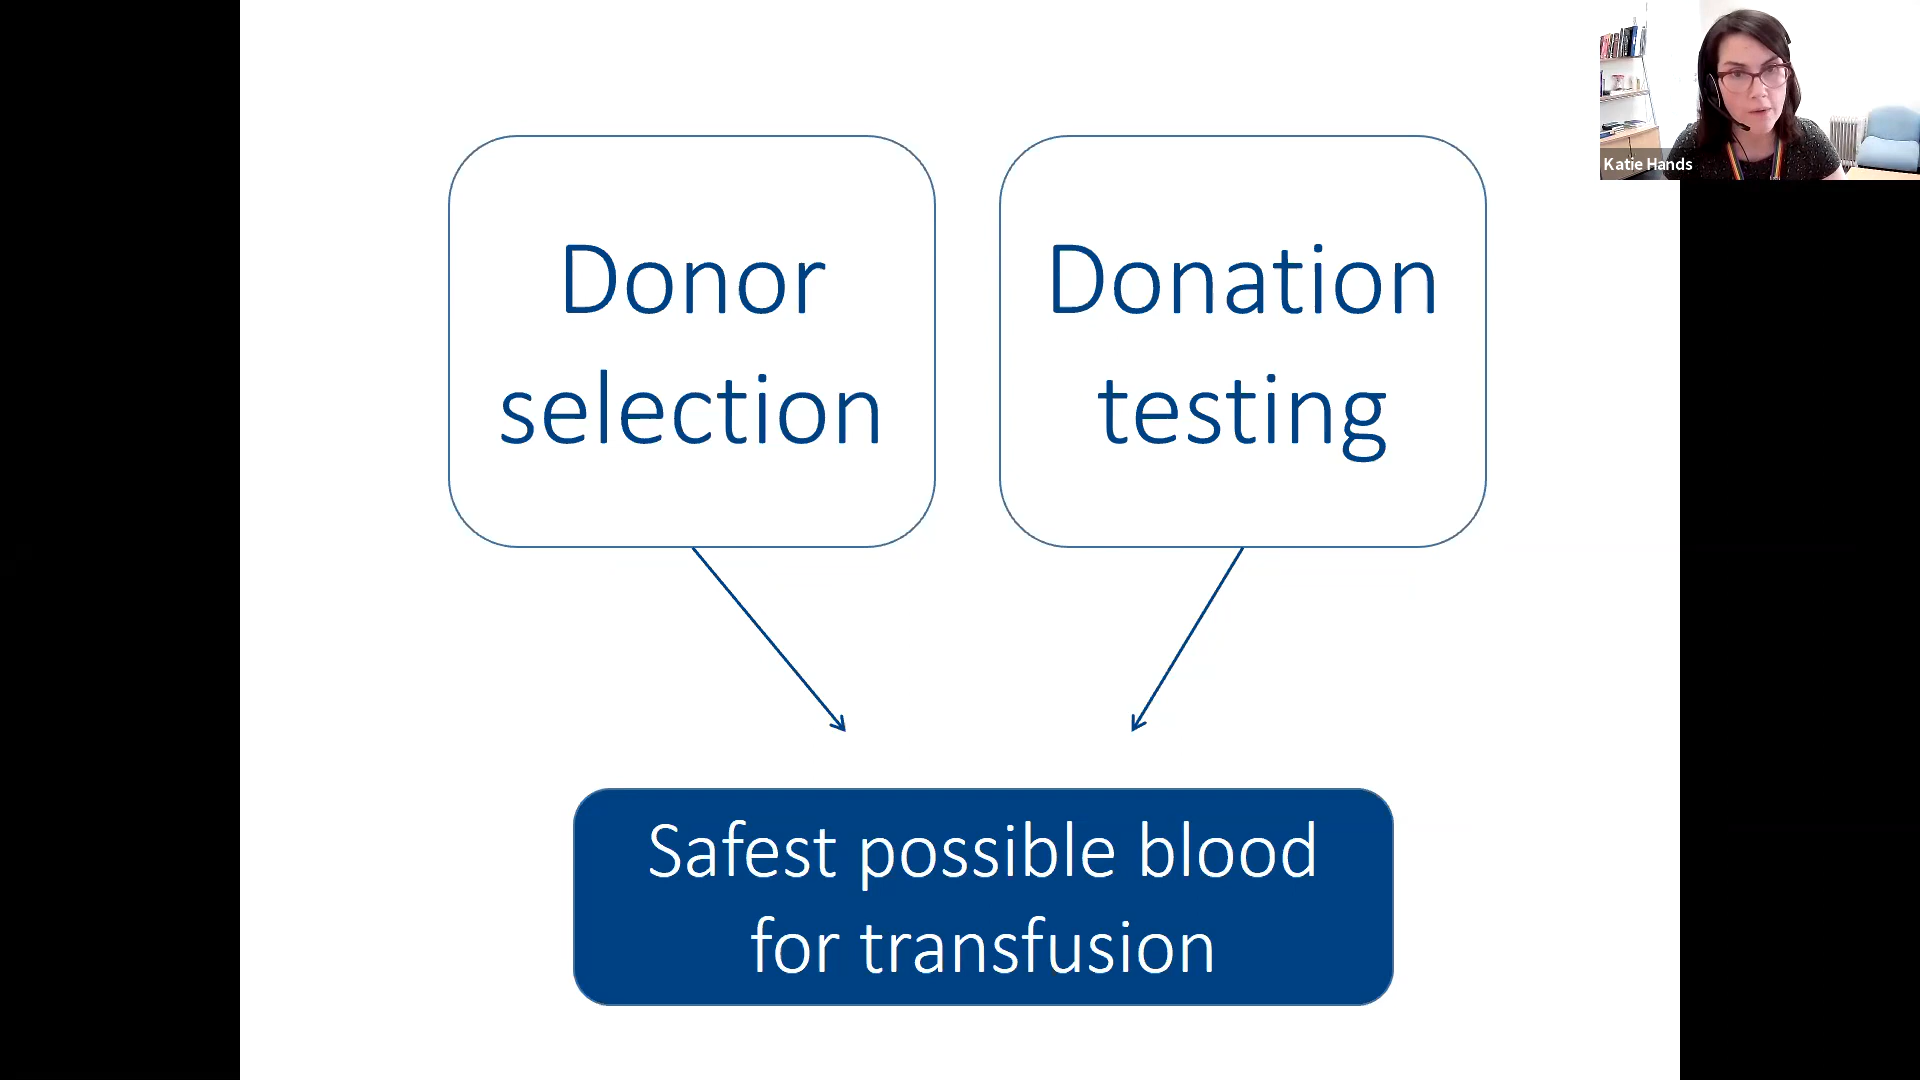 Donor
selection
Donation
testing
Safest possible blood
for transfusion
Katie Hands